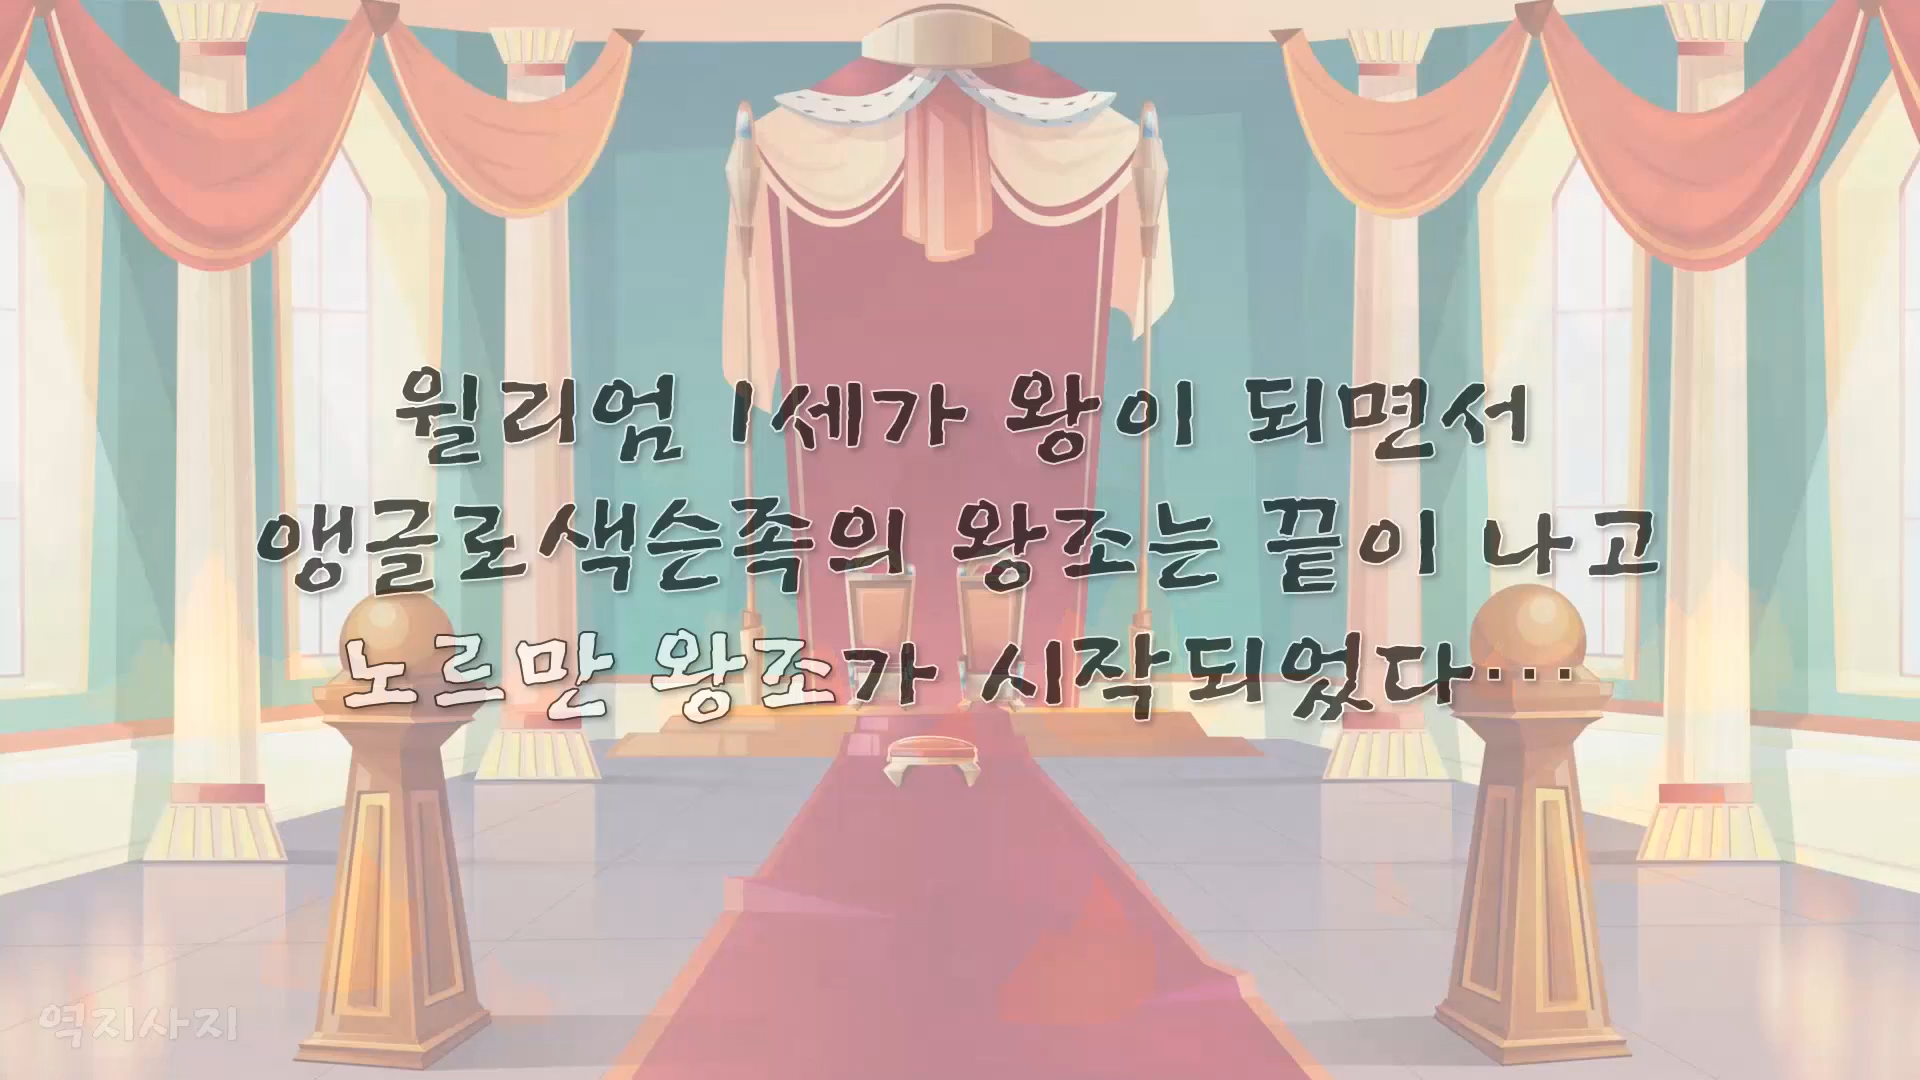 윌리엄 1세가 왕이 되면서
앵글로색슨족의 왕조는 끝이 나고
노르만 왕조가 시작되었다…
역지사지